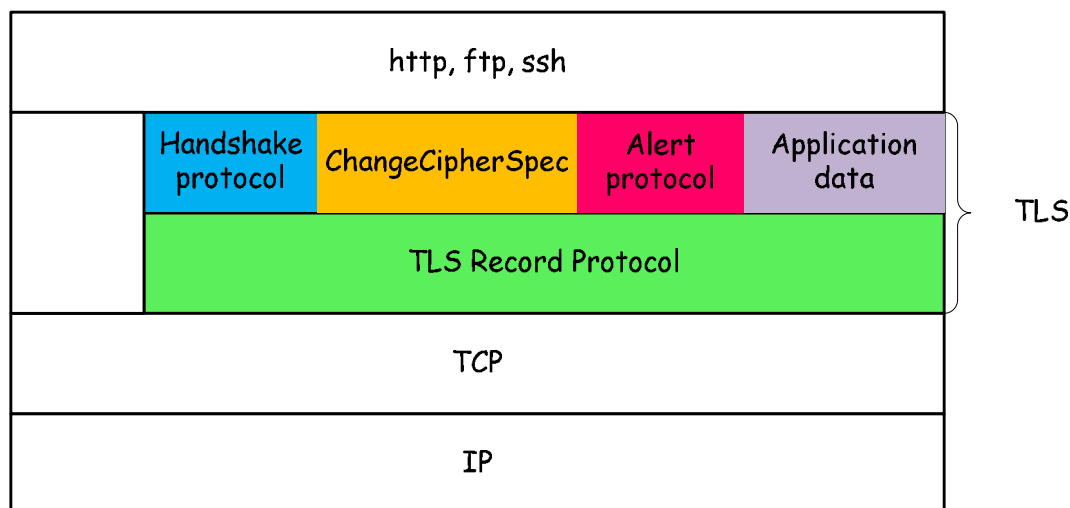 http, ftp, ssh
Handshake
protocol
ChangeCipherSpec
Alert
protocol
Application
data
TLS
TLS Record Protocol
TCP
IP